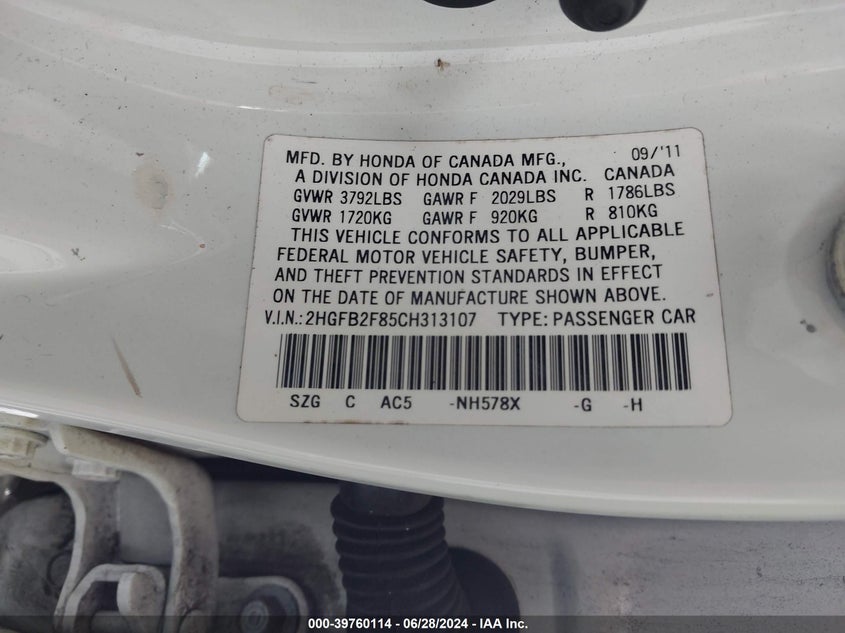 MFD. BY HONDA OF CANADA MFG., 09/'11
A DIVISION OF HONDA CANADA INC. CANADA
GVWR 3792LBS GAWR F 2029LBS R 1786LBS
GVWR 1720KG GAWR F 920KG R 810KG
THIS VEHICLE CONFORMS TO ALL APPLICABLE
FEDERAL MOTOR VEHICLE SAFETY, BUMPER,
AND THEFT PREVENTION STANDARDS IN EFFECT
ON THE DATE OF MANUFACTURE SHOWN ABOVE.
V.I.N.:2HGFB2F85CH313107 TYPE:PASSENGER CAR
SZG C AC5 -NH578X -G -H
000-39760114 - 06/28/2024 - IAA Inc.